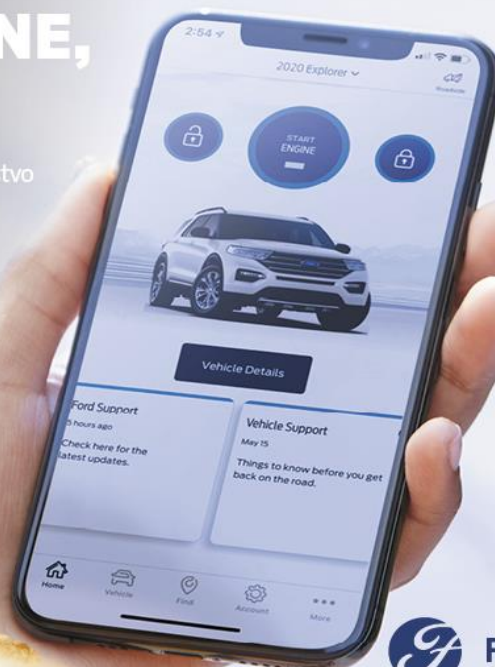 NE,
tvo
2:54
2020 Explorer
Roadside
START
ENGINE
Vehicle Details
Ford Support
5 hours ago
Check here for the
latest updates.
Vehicle Support
May 15
Things to know before you get
back on the road.
Home
Vehicle
Find
Account
More
F